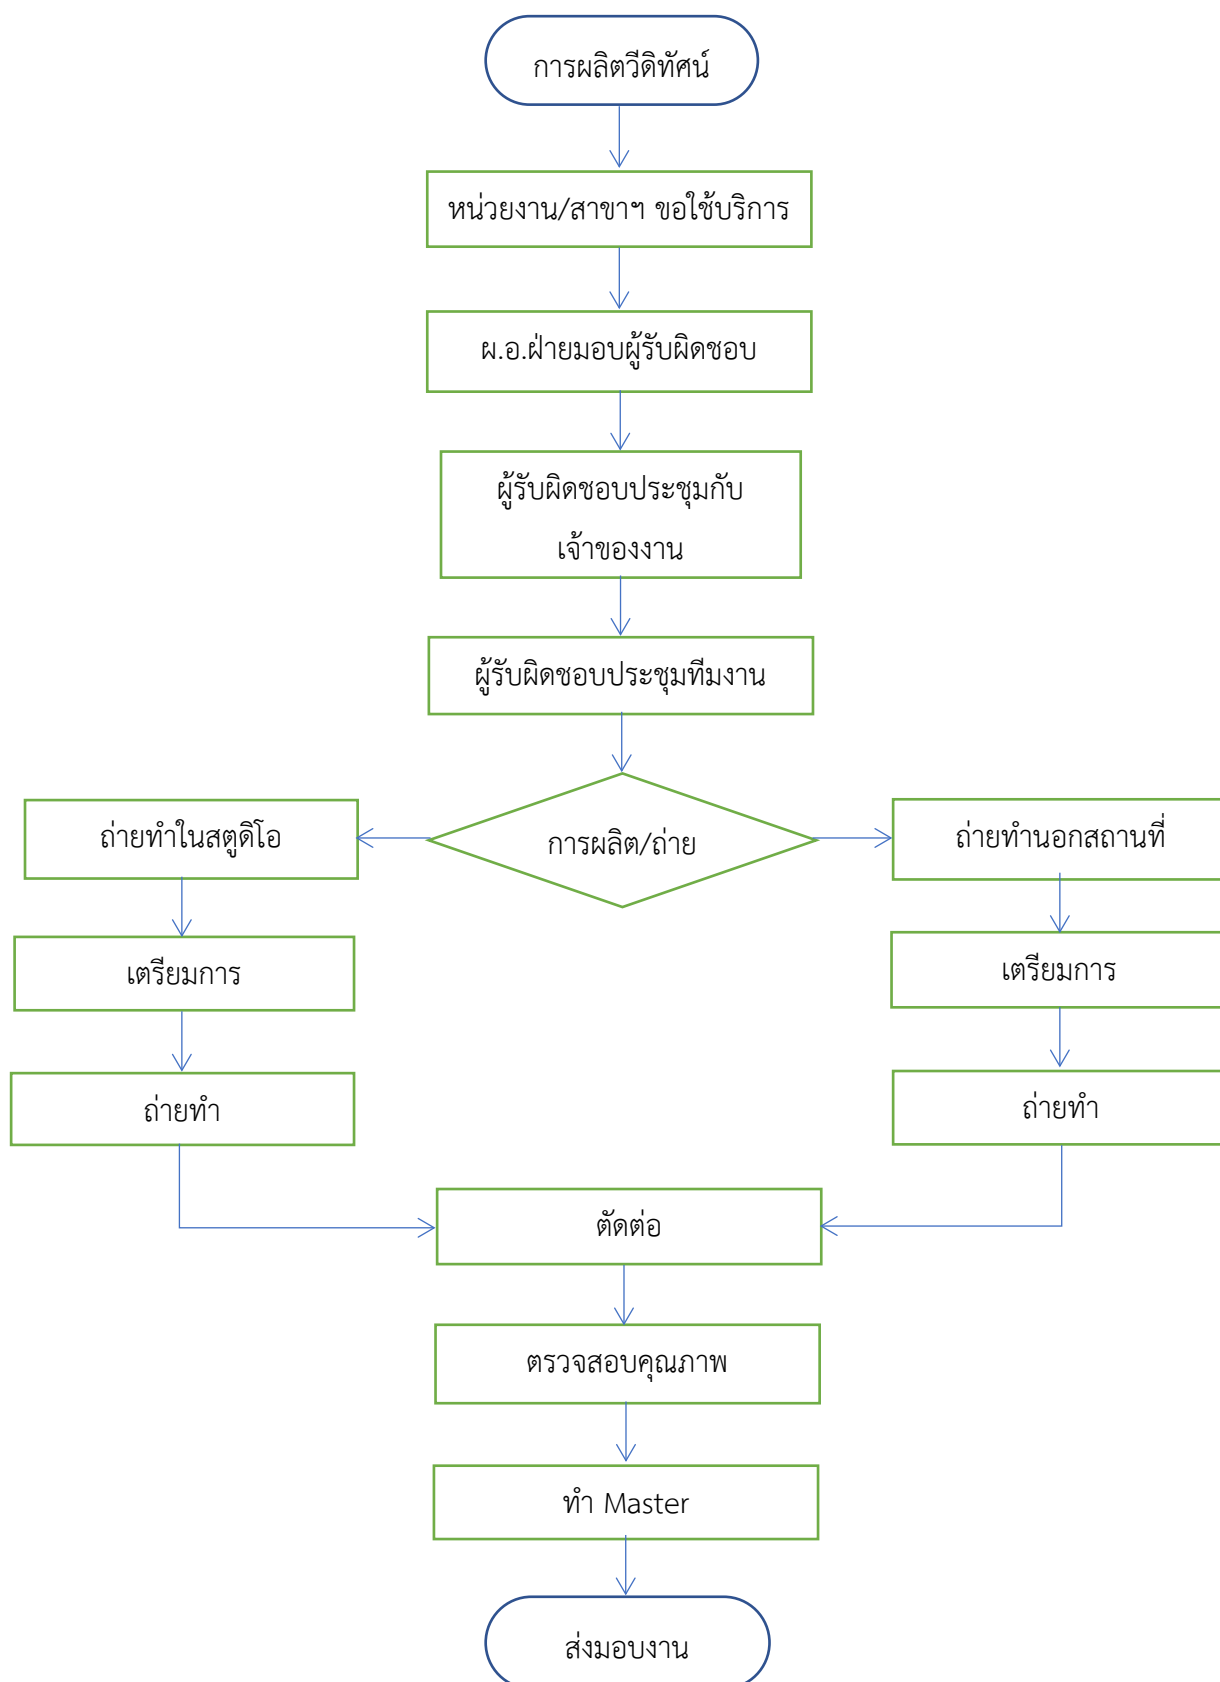 การผลิตวีดิทัศน์
หน่วยงาน/สาขาฯ ขอใช้บริการ
ผ.อ.ฝ่ายมอบผู้รับผิดชอบ
ผู้รับผิดชอบประชุมกับ
เจ้าของงาน
ผู้รับผิดชอบประชุมทีมงาน
ถ่ายทำในสตูดิโอ
การผลิต/ถ่าย
ถ่ายทำนอกสถานที่
เตรียมการ
เตรียมการ
ถ่ายทำ
ถ่ายทำ
ตัดต่อ
ตรวจสอบคุณภาพ
ทำ Master
ส่งมอบงาน